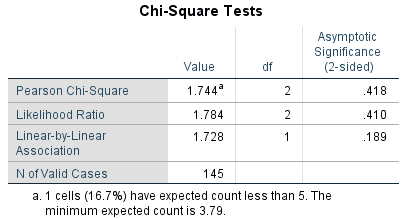 Chi-Square Tests
Value df Asymptotic Significance (2-sided)
Pearson Chi-Square 1.744a 2 .418
Likelihood Ratio 1.784 2 .410
Linear-by-Linear Association 1.728 1 .189
N of Valid Cases 145
a. 1 cells (16.7%) have expected count less than 5. The
minimum expected count is 3.79.